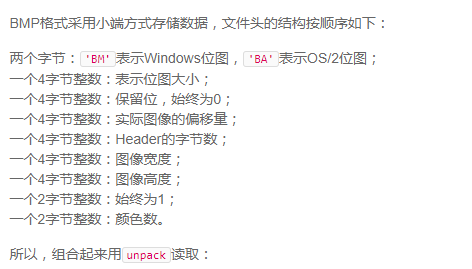 BMP格式采用小端方式存储数据，文件头的结构按顺序如下：
两个字节：'BM'表示Windows位图，'BA'表示OS/2位图；
一个4字节整数：表示位图大小；
一个4字节整数：保留位，始终为0；
一个4字节整数：实际图像的偏移量；
一个4字节整数：Header的字节数；
一个4字节整数：图像宽度；
一个4字节整数：图像高度；
一个2字节整数：始终为1；
一个2字节整数：颜色数。
所以，组合起来用unpack读取：